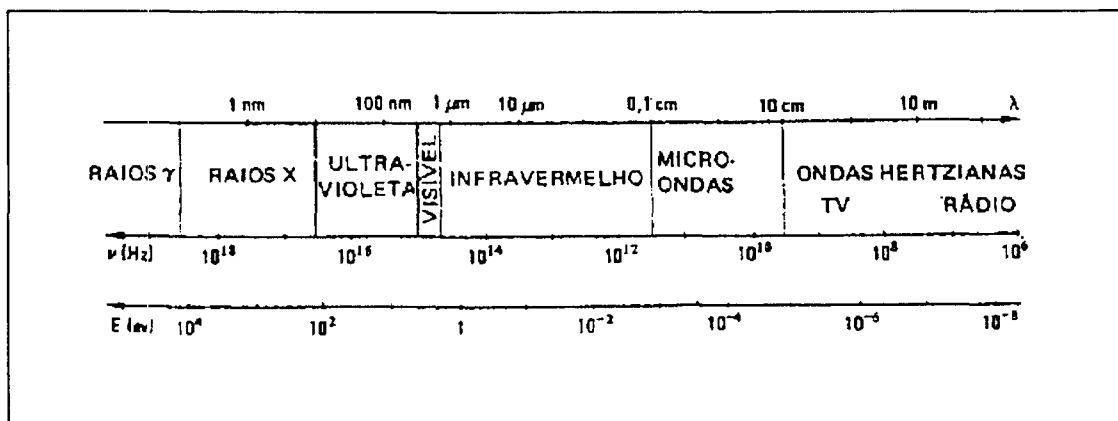 1 nm 100 nm 1 µm 10 µm 0,1 cm 10 cm 10 m λ
RAIOS γ RAIOS X ULTRA-VIOLETA VISÍVEL INFRAVERMELHO MICRO-ONDAS ONDAS HERTZIANAS
TV RÁDIO
ν (Hz) 10¹⁸ 10¹⁶ 10¹⁴ 10¹² 10¹⁰ 10⁸ 10⁶
E (ev) 10⁴ 10² 1 10⁻² 10⁻⁴ 10⁻⁶ 10⁻⁸